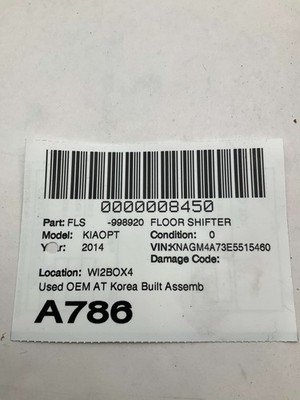 0000008450
Part: FLS -998920 FLOOR SHIFTER
Model: KIAOPT Condition: 0
Year: 2014 VIN:KNAGM4A73E5515460
Damage Code:
Location: WI2BOX4
Used OEM AT Korea Built Assemb
A786